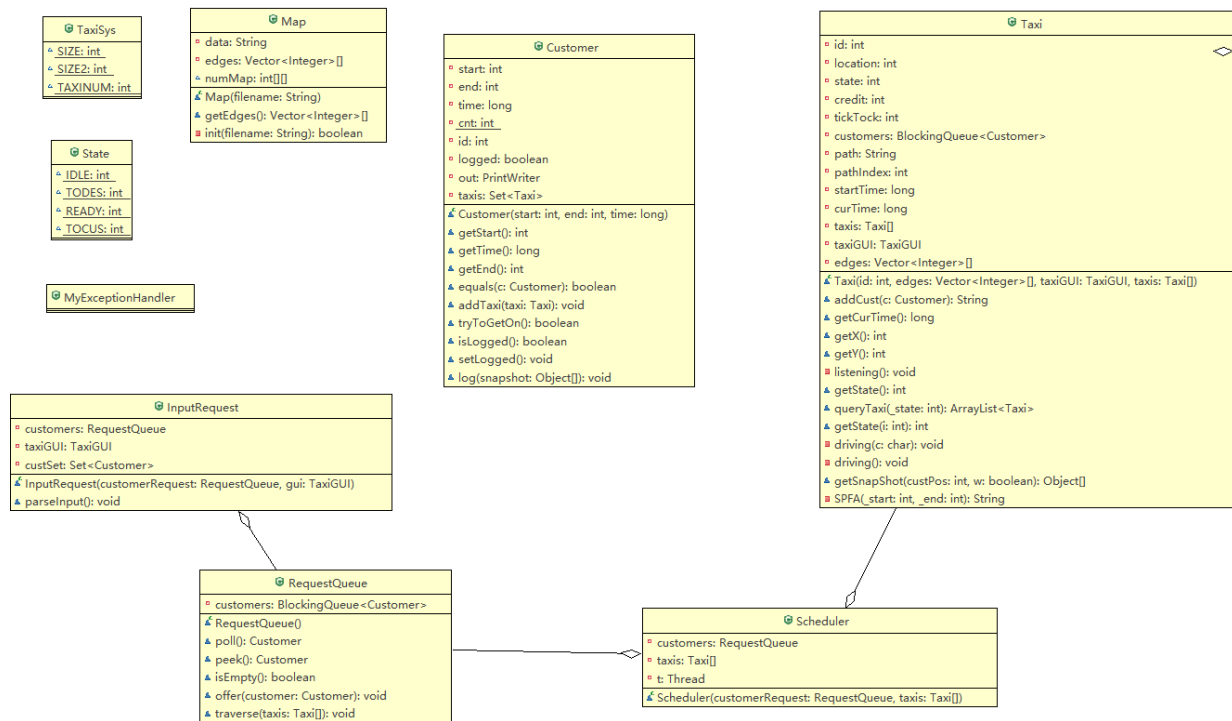 TaxiSys
SIZE: int
SIZE2: int
TAXINUM: int
Map
data: String
edges: Vector<Integer>[]
numMap: int[][]
Map(filename: String)
getEdges(): Vector<Integer>[]
init(filename: String): boolean
Customer
start: int
end: int
time: long
cnt: int
id: int
logged: boolean
out: PrintWriter
taxis: Set<Taxi>
Customer(start: int, end: int, time: long)
getStart(): int
getTime(): long
getEnd(): int
equals(c: Customer): boolean
addTaxi(taxi: Taxi): void
tryToGetOn(): boolean
isLogged(): boolean
setLogged(): void
log(snapshot: Object[]): void
Taxi
id: int
location: int
state: int
credit: int
tickTock: int
customers: BlockingQueue<Customer>
path: String
pathIndex: int
startTime: long
curTime: long
taxis: Taxi[]
taxiGUI: TaxiGUI
edges: Vector<Integer>[]
Taxi(id: int, edges: Vector<Integer>[], taxiGUI: TaxiGUI, taxis: Taxi[])
addCust(c: Customer): String
getCurTime(): long
getX(): int
getY(): int
listening(): void
getState(): int
queryTaxi(_state: int): ArrayList<Taxi>
getState(i: int): int
driving(c: char): void
driving(): void
getSnapShot(custPos: int, w: boolean): Object[]
SPFA(_start: int, _end: int): String
State
IDLE: int
TODES: int
READY: int
TOCUS: int
MyExceptionHandler
InputRequest
customers: RequestQueue
taxiGUI: TaxiGUI
custSet: Set<Customer>
InputRequest(customerRequest: RequestQueue, gui: TaxiGUI)
parseInput(): void
RequestQueue
customers: BlockingQueue<Customer>
RequestQueue()
poll(): Customer
peek(): Customer
isEmpty(): boolean
offer(customer: Customer): void
traverse(taxis: Taxi[]): void
Scheduler
customers: RequestQueue
taxis: Taxi[]
t: Thread
Scheduler(customerRequest: RequestQueue, taxis: Taxi[])